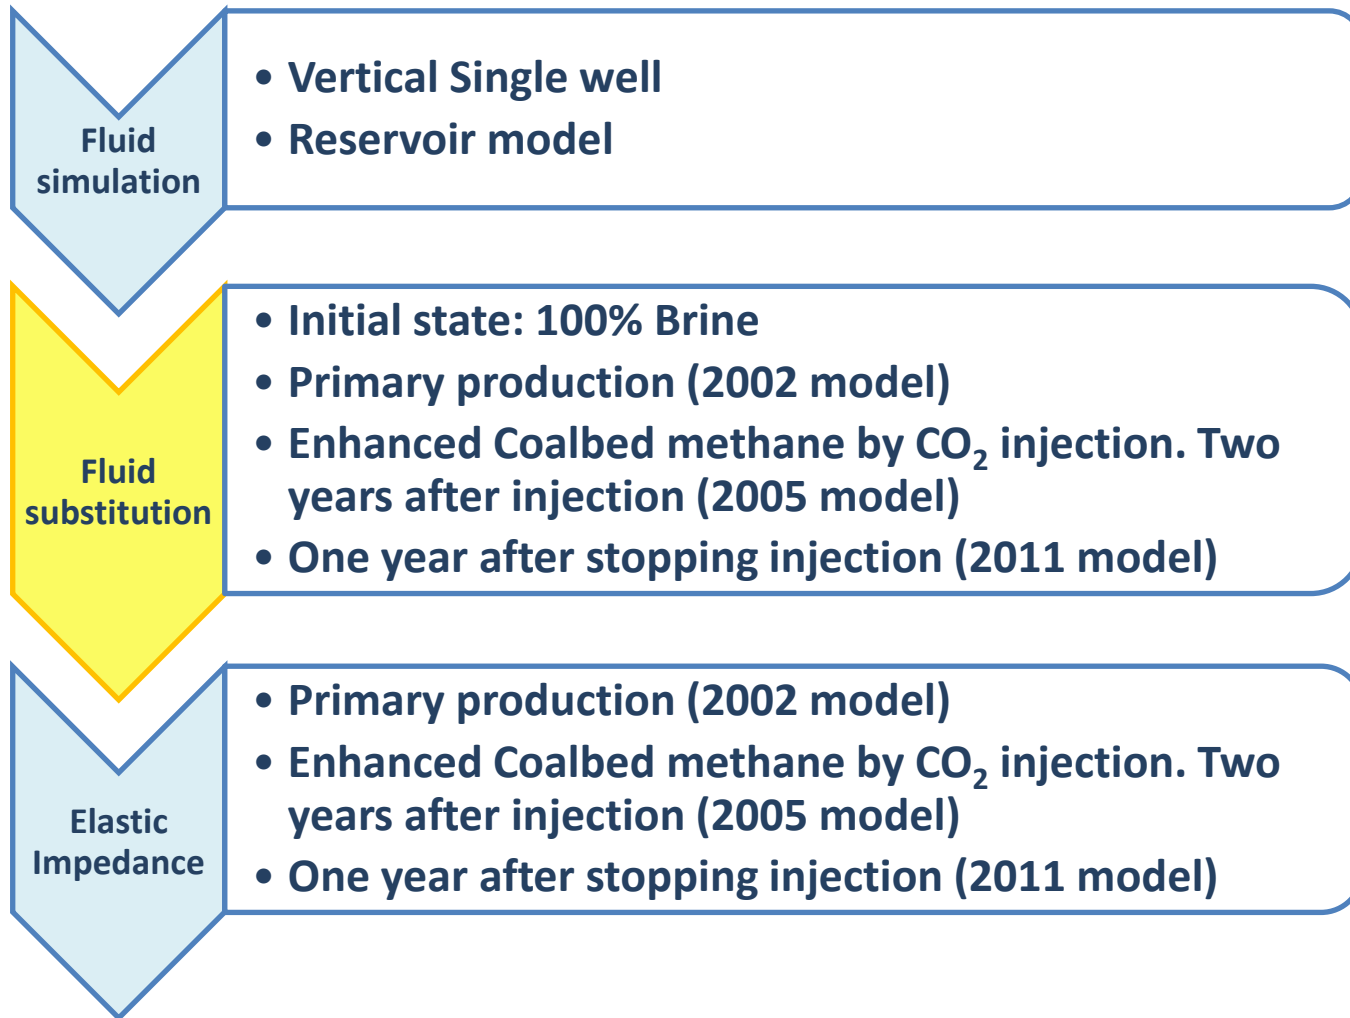 Fluid
simulation
• Vertical Single well
• Reservoir model
Fluid
substitution
• Initial state: 100% Brine
• Primary production (2002 model)
• Enhanced Coalbed methane by CO₂ injection. Two
years after injection (2005 model)
• One year after stopping injection (2011 model)
Elastic
Impedance
• Primary production (2002 model)
• Enhanced Coalbed methane by CO₂ injection. Two
years after injection (2005 model)
• One year after stopping injection (2011 model)